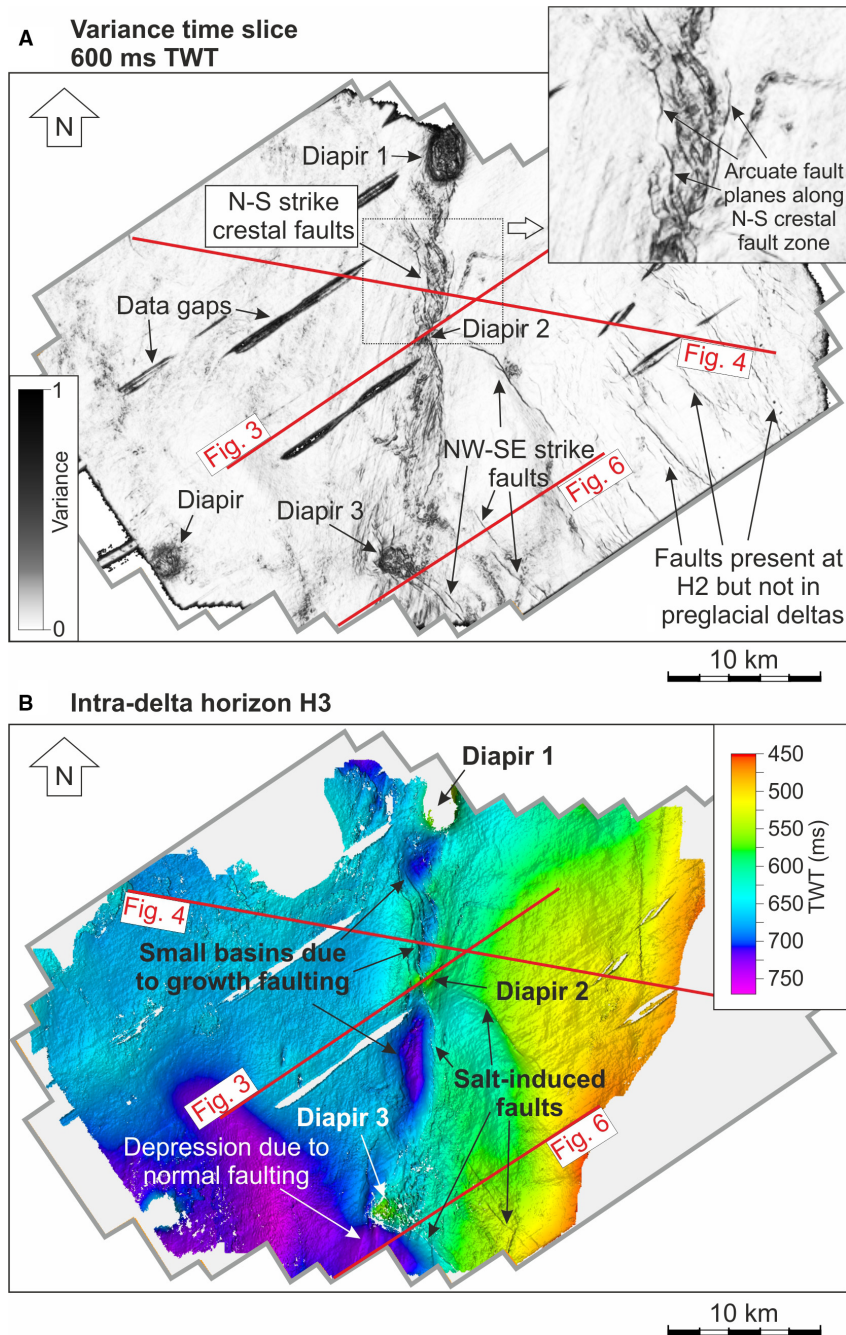 A
Variance time slice
600 ms TWT
N
Diapir 1
N-S strike
crestal faults
Arcuate fault
planes along
N-S crestal
fault zone
Data gaps
Diapir 2
Fig. 4
1
Variance
0
Fig. 3
NW-SE strike
faults
Fig. 6
Diapir
Diapir 3
Faults present at
H2 but not in
preglacial deltas
10 km
B
Intra-delta horizon H3
N
Diapir 1
450
500
550
600
650
700
750
TWT (ms)
Fig. 4
Small basins due
to growth faulting
Diapir 2
Fig. 3
Salt-induced
faults
Diapir 3
Fig. 6
Depression due to
normal faulting
10 km